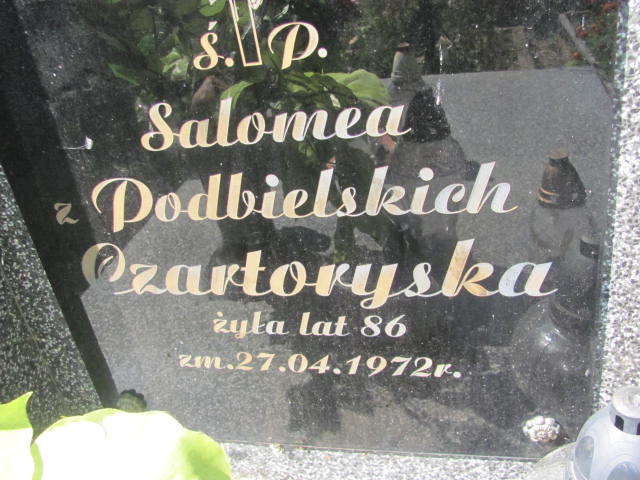 ś. P.
Salomea
z Podbielskich
Czartoryska
żyła lat 86
zm.27.04.1972r.